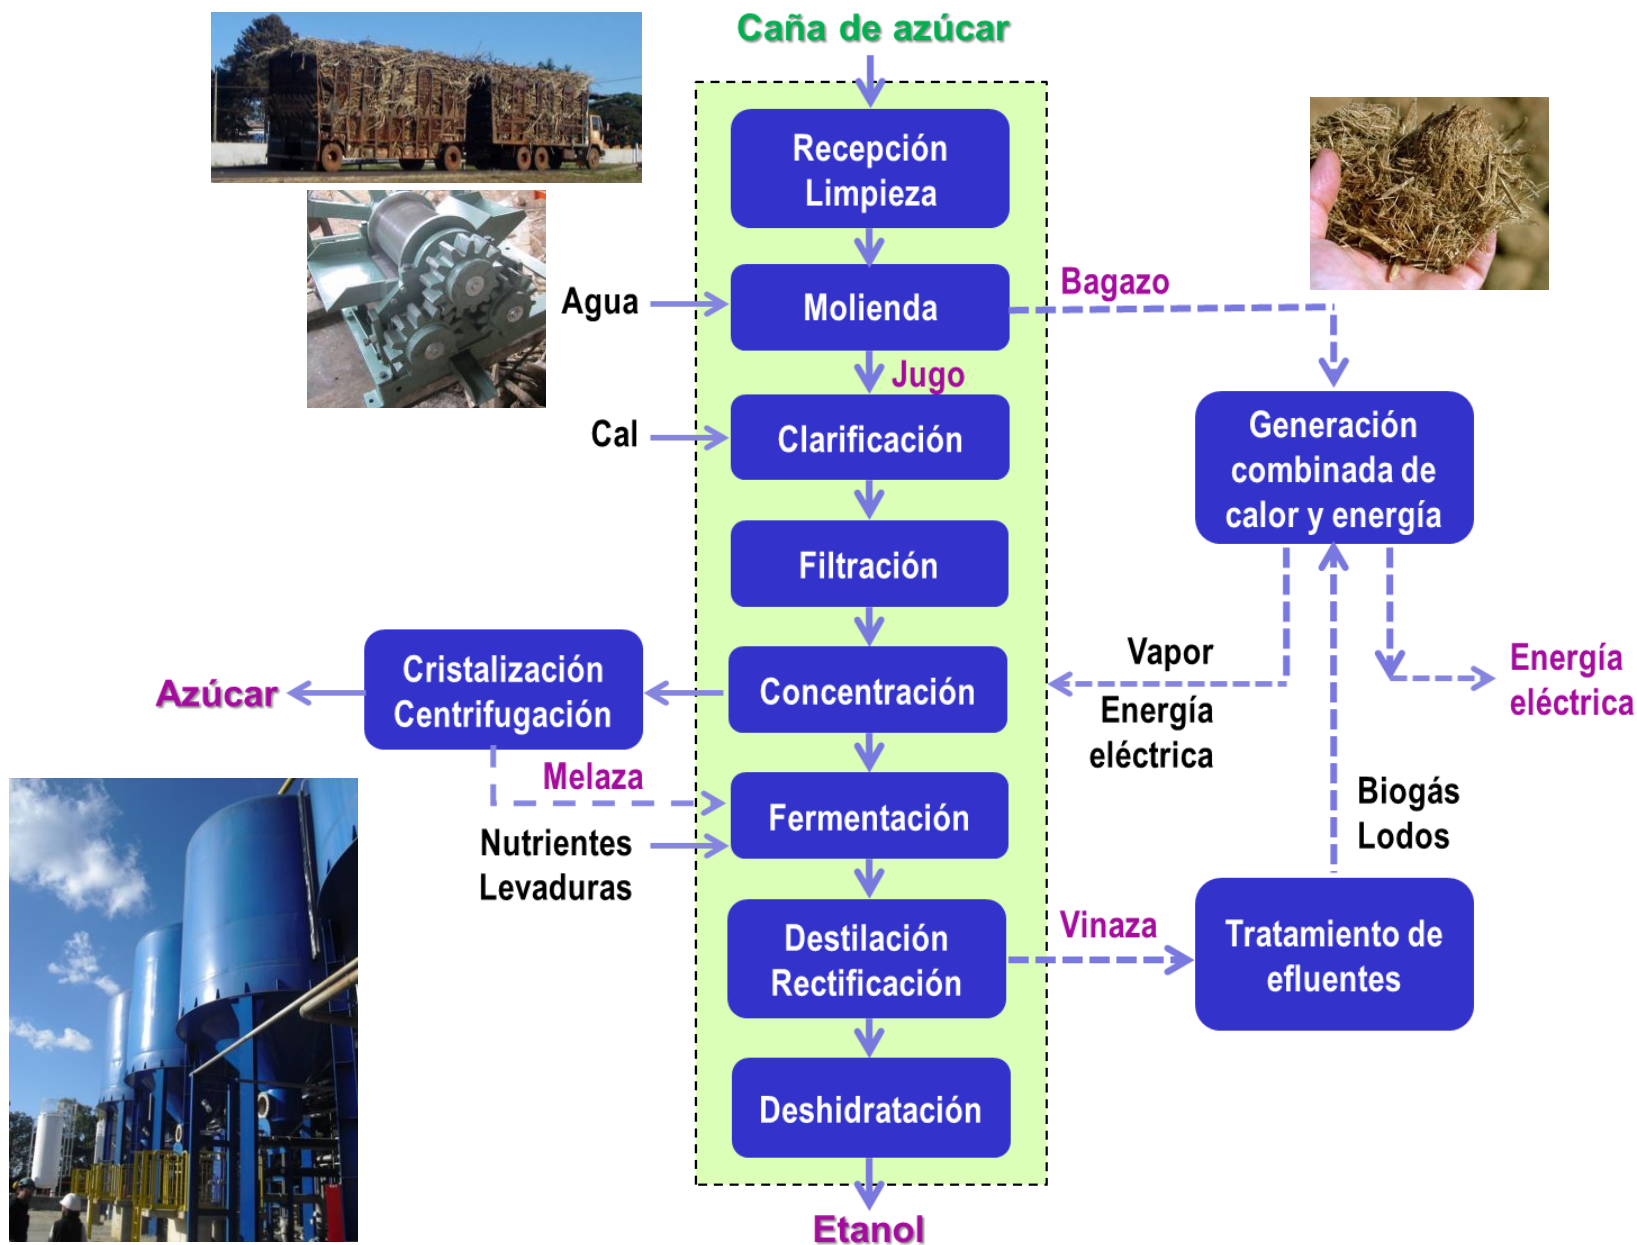 Caña de azúcar
Recepción
Limpieza
Agua
Molienda
Bagazo
Jugo
Cal
Clarificación
Generación
combinada de
calor y energía
Filtración
Vapor
Energía
eléctrica
Energía
eléctrica
Azúcar
Cristalización
Centrifugación
Concentración
Melaza
Nutrientes
Levaduras
Fermentación
Biogás
Lodos
Destilación
Rectificación
Vinaza
Tratamiento de
efluentes
Deshidratación
Etanol